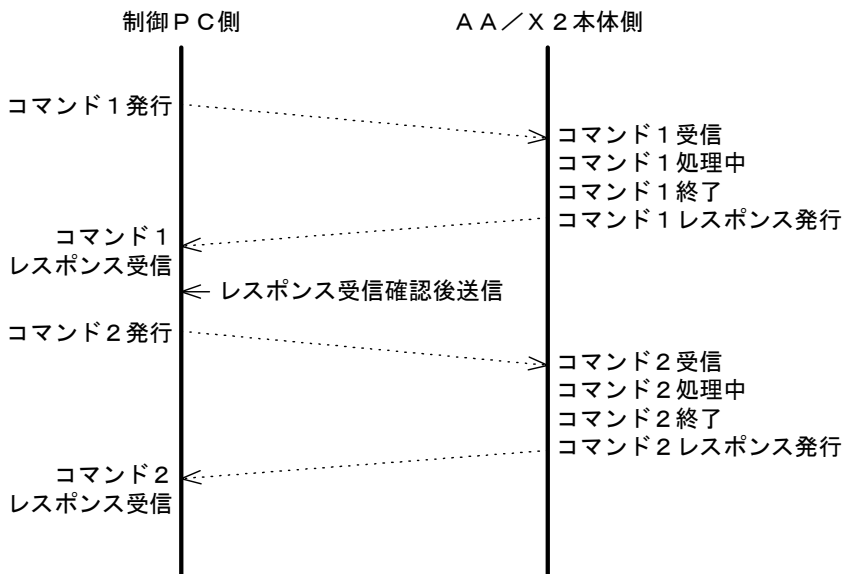 制御ＰＣ側
ＡＡ／Ｘ２本体側
コマンド１発行
コマンド１受信
コマンド１処理中
コマンド１終了
コマンド１レスポンス発行
コマンド１
レスポンス受信
レスポンス受信確認後送信
コマンド２発行
コマンド２受信
コマンド２処理中
コマンド２終了
コマンド２レスポンス発行
コマンド２
レスポンス受信